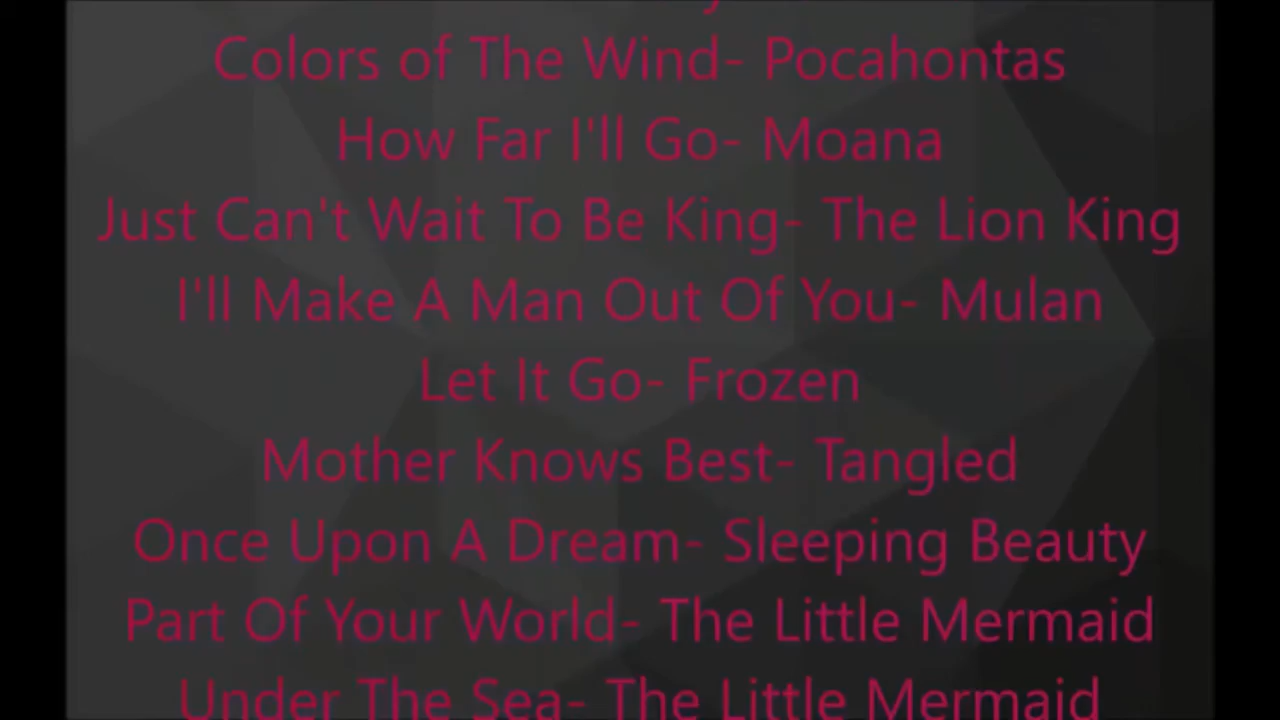 Colors of The Wind- Pocahontas
How Far I'll Go- Moana
Just Can't Wait To Be King- The Lion King
I'll Make A Man Out Of You- Mulan
Let It Go- Frozen
Mother Knows Best- Tangled
Once Upon A Dream- Sleeping Beauty
Part Of Your World- The Little Mermaid
Under The Sea- The Little Mermaid